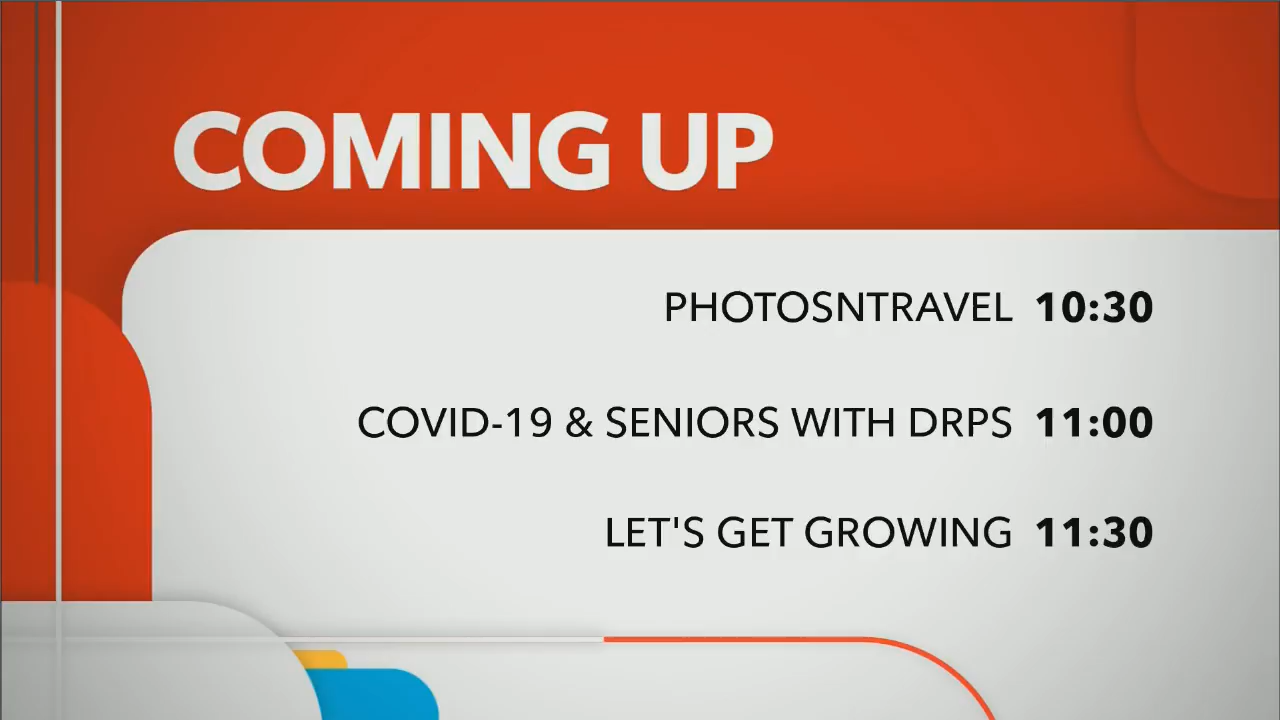 COMING UP
PHOTOSNTRAVEL 10:30
COVID-19 & SENIORS WITH DRPS 11:00
LET'S GET GROWING 11:30